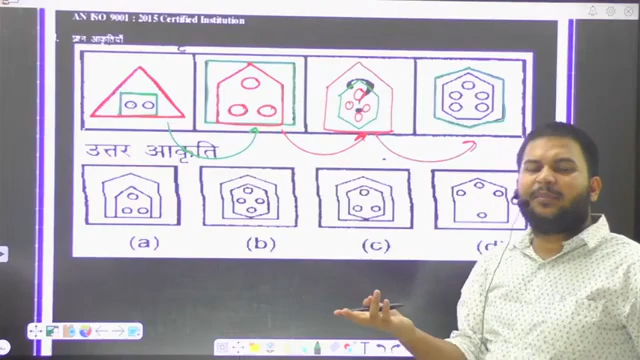 AN ISO 9001 : 2015 Certified Institution
प्रश्न आकृतियाँ
उत्तर आकृति
(a) (b) (c) (d)